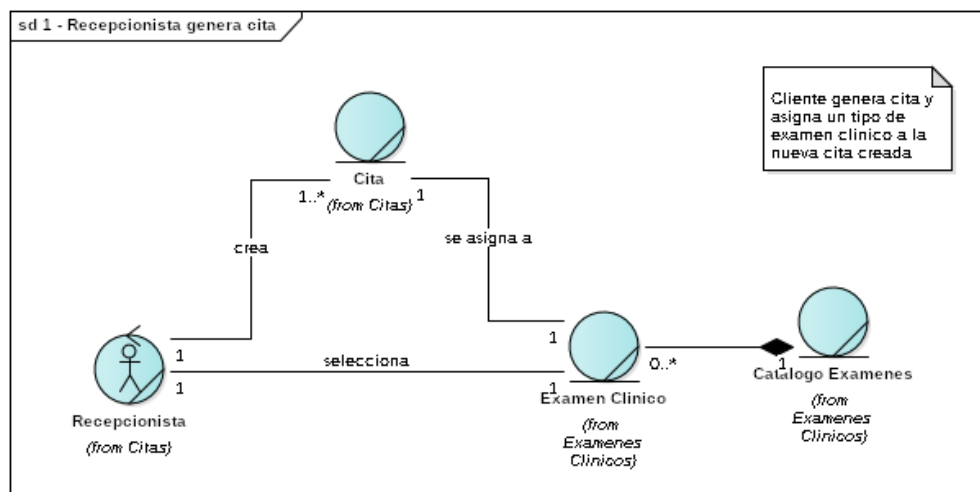 sd 1 - Recepcionista genera cita
Cliente genera cita y
asigna un tipo de
examen clinico a la
nueva cita creada
Cita
1..*
(from Citas)
1
crea
se asigna a
1
1
selecciona
1
1
0..*
1
Recepcionista
(from Citas)
Examen Clinico
(from
Examenes
Clinicos)
Catalogo Examenes
(from
Examenes
Clinicos)